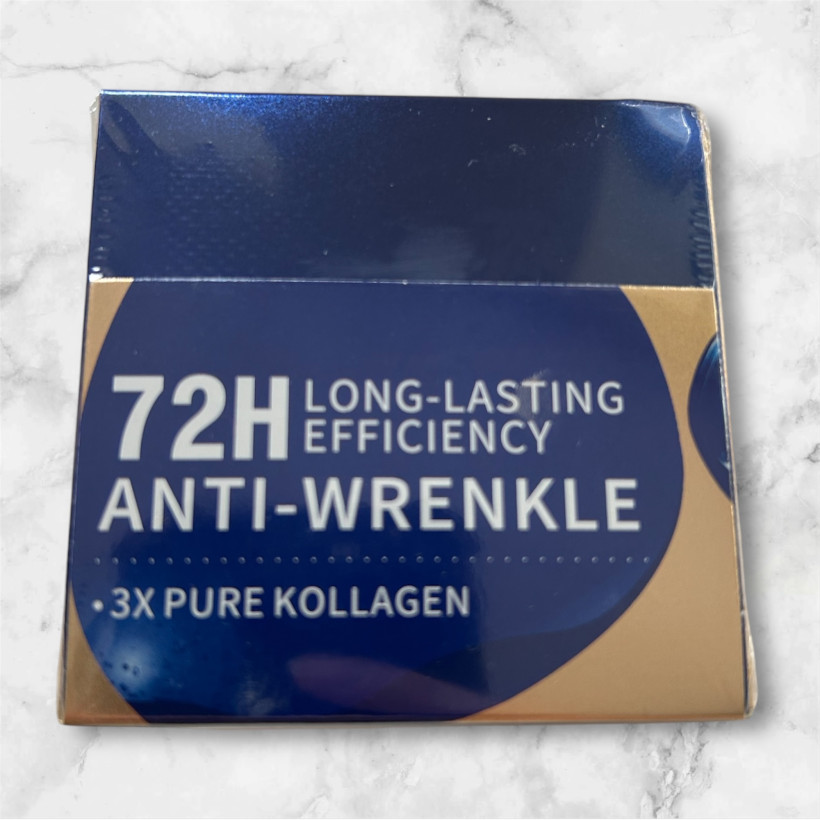 72H LONG-LASTING
EFFICIENCY
ANTI-WRENKLE
• 3X PURE KOLLAGEN